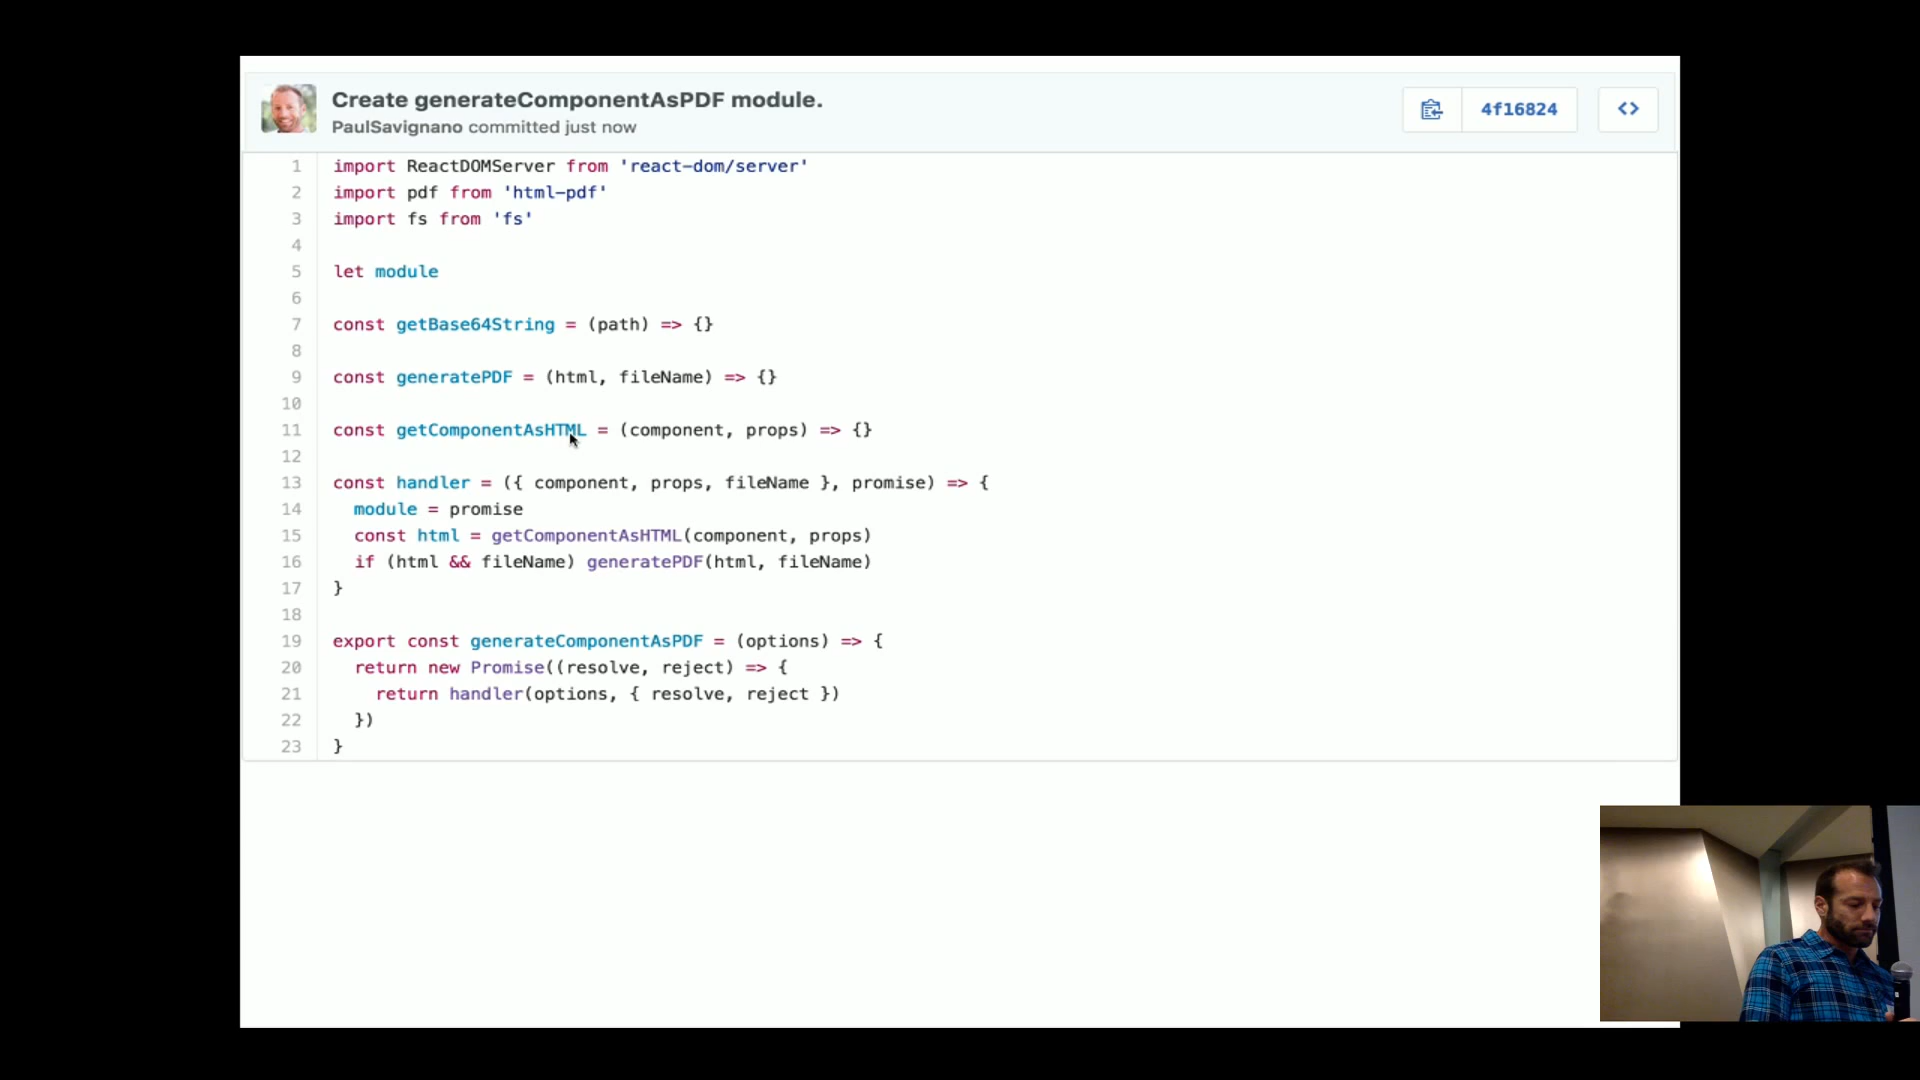 Create generateComponentAsPDF module.
PaulSavignano committed just now
4f16824
<>
1 import ReactDOMServer from 'react-dom/server'
2 import pdf from 'html-pdf'
3 import fs from 'fs'
4
5 let module
6
7 const getBase64String = (path) => {}
8
9 const generatePDF = (html, fileName) => {}
10
11 const getComponentAsHTML = (component, props) => {}
12
13 const handler = ({ component, props, fileName }, promise) => {
14   module = promise
15   const html = getComponentAsHTML(component, props)
16   if (html && fileName) generatePDF(html, fileName)
17 }
18
19 export const generateComponentAsPDF = (options) => {
20   return new Promise((resolve, reject) => {
21     return handler(options, { resolve, reject })
22   })
23 }